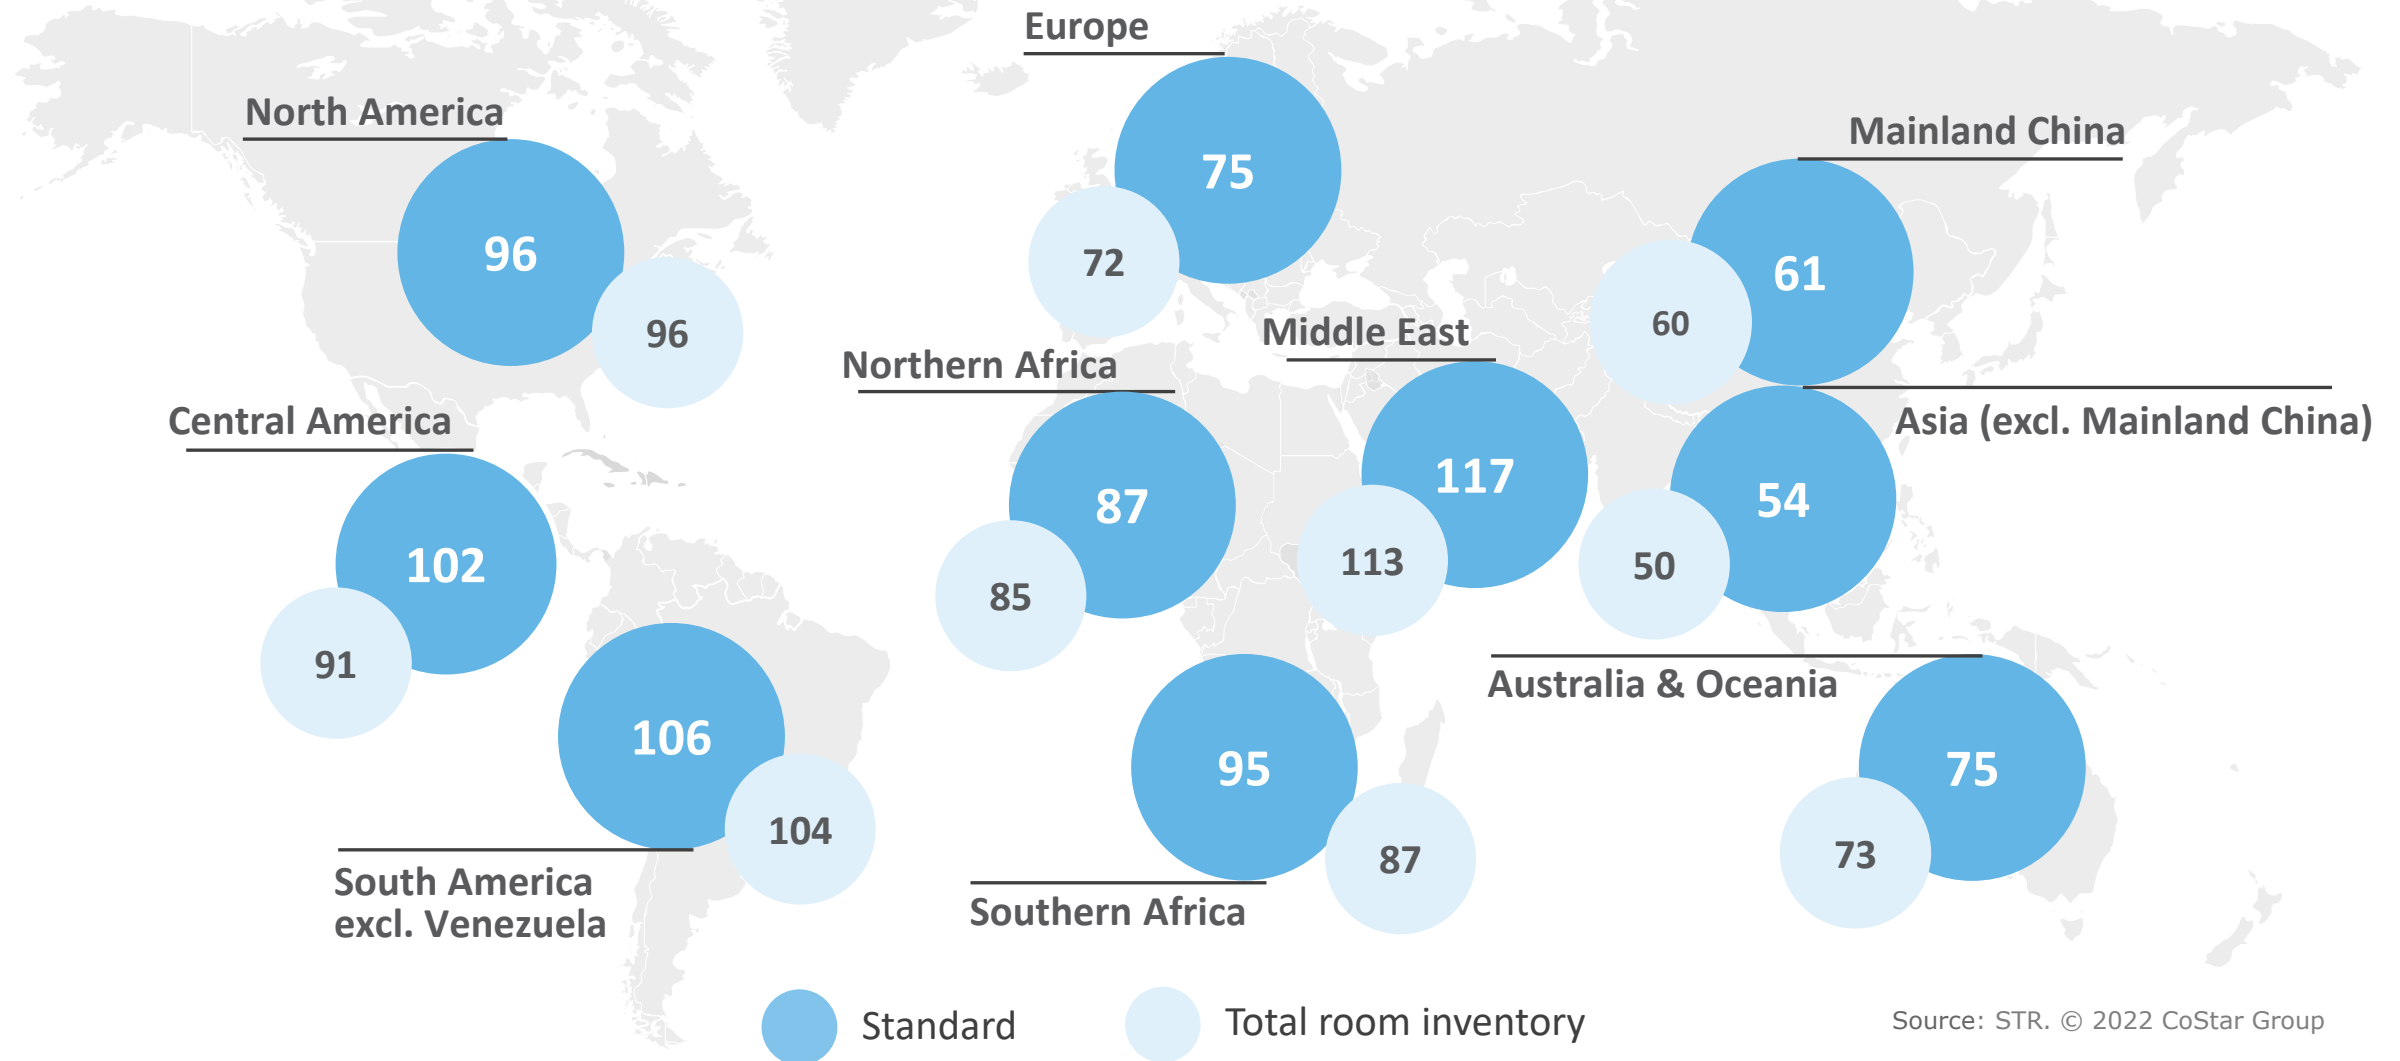 Europe
75
72
North America
96
96
Mainland China
61
60
Middle East
117
113
Northern Africa
87
85
Asia (excl. Mainland China)
54
50
Central America
102
91
106
104
South America
excl. Venezuela
95
87
Southern Africa
Australia & Oceania
75
73
Standard
Total room inventory
Source: STR. © 2022 CoStar Group